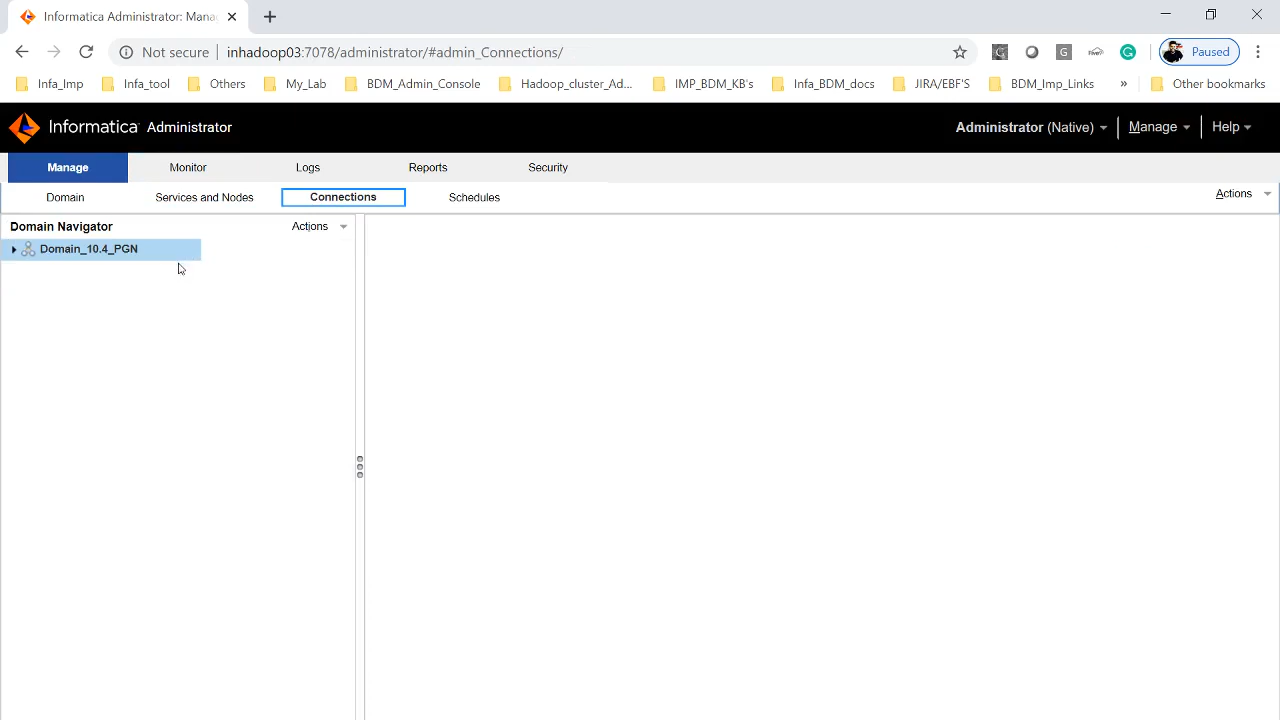 Informatica Administrator: Mana
Not secure inhadoop03:7078/administrator/#admin_Connections/ Paused
Infa_Imp Infa_tool Others My_Lab BDM_Admin_Console Hadoop_cluster_Ad... IMP_BDM_KB's Infa_BDM_docs JIRA/EBF'S BDM_Imp_Links » Other bookmarks
Informatica Administrator Administrator (Native) Manage Help
Manage Monitor Logs Reports Security
Domain Services and Nodes Connections Schedules Actions
Domain Navigator Actions
Domain_10.4_PGN